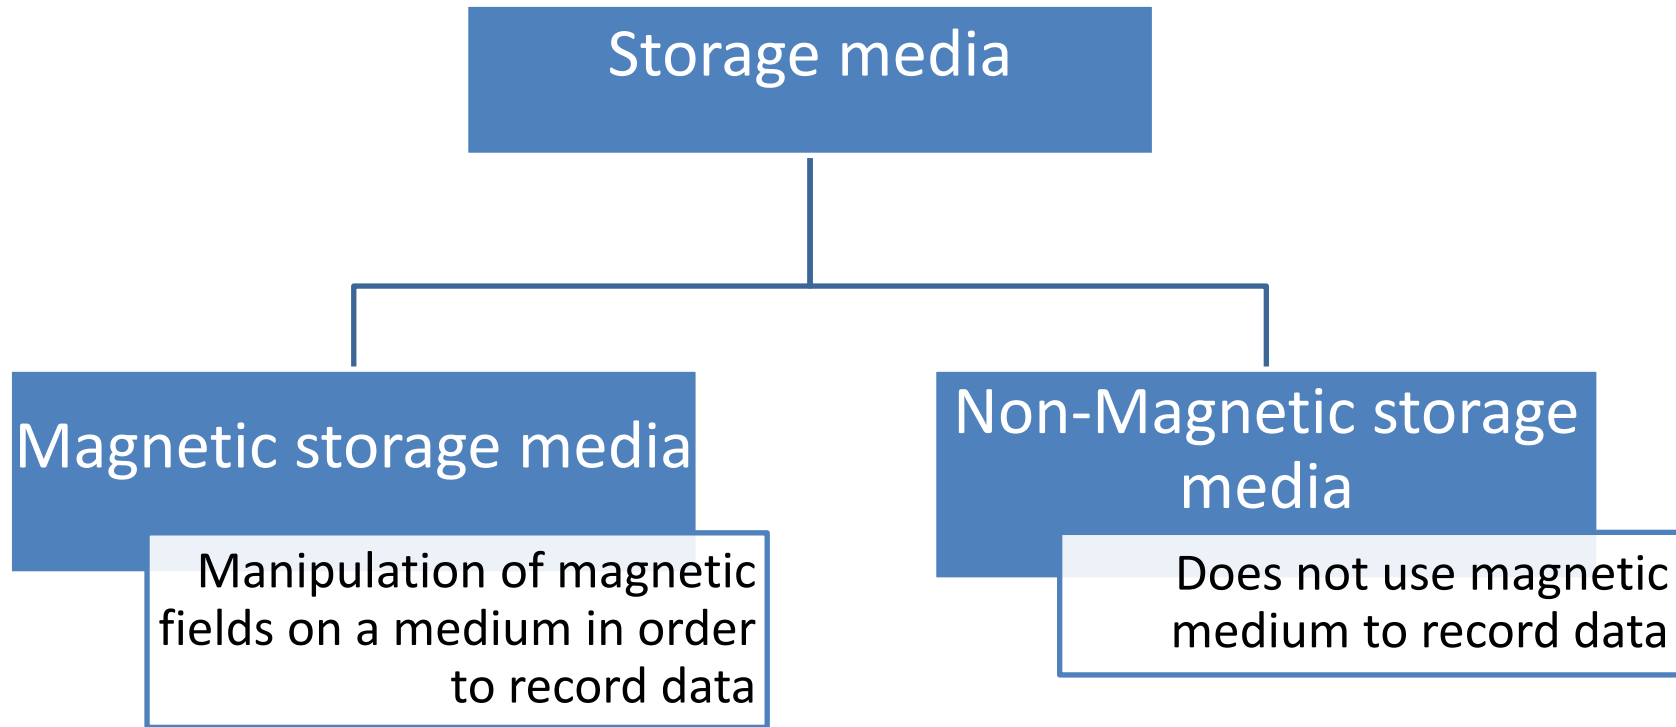 Storage media
Magnetic storage media
Manipulation of magnetic
fields on a medium in order
to record data
Non-Magnetic storage
media
Does not use magnetic
medium to record data